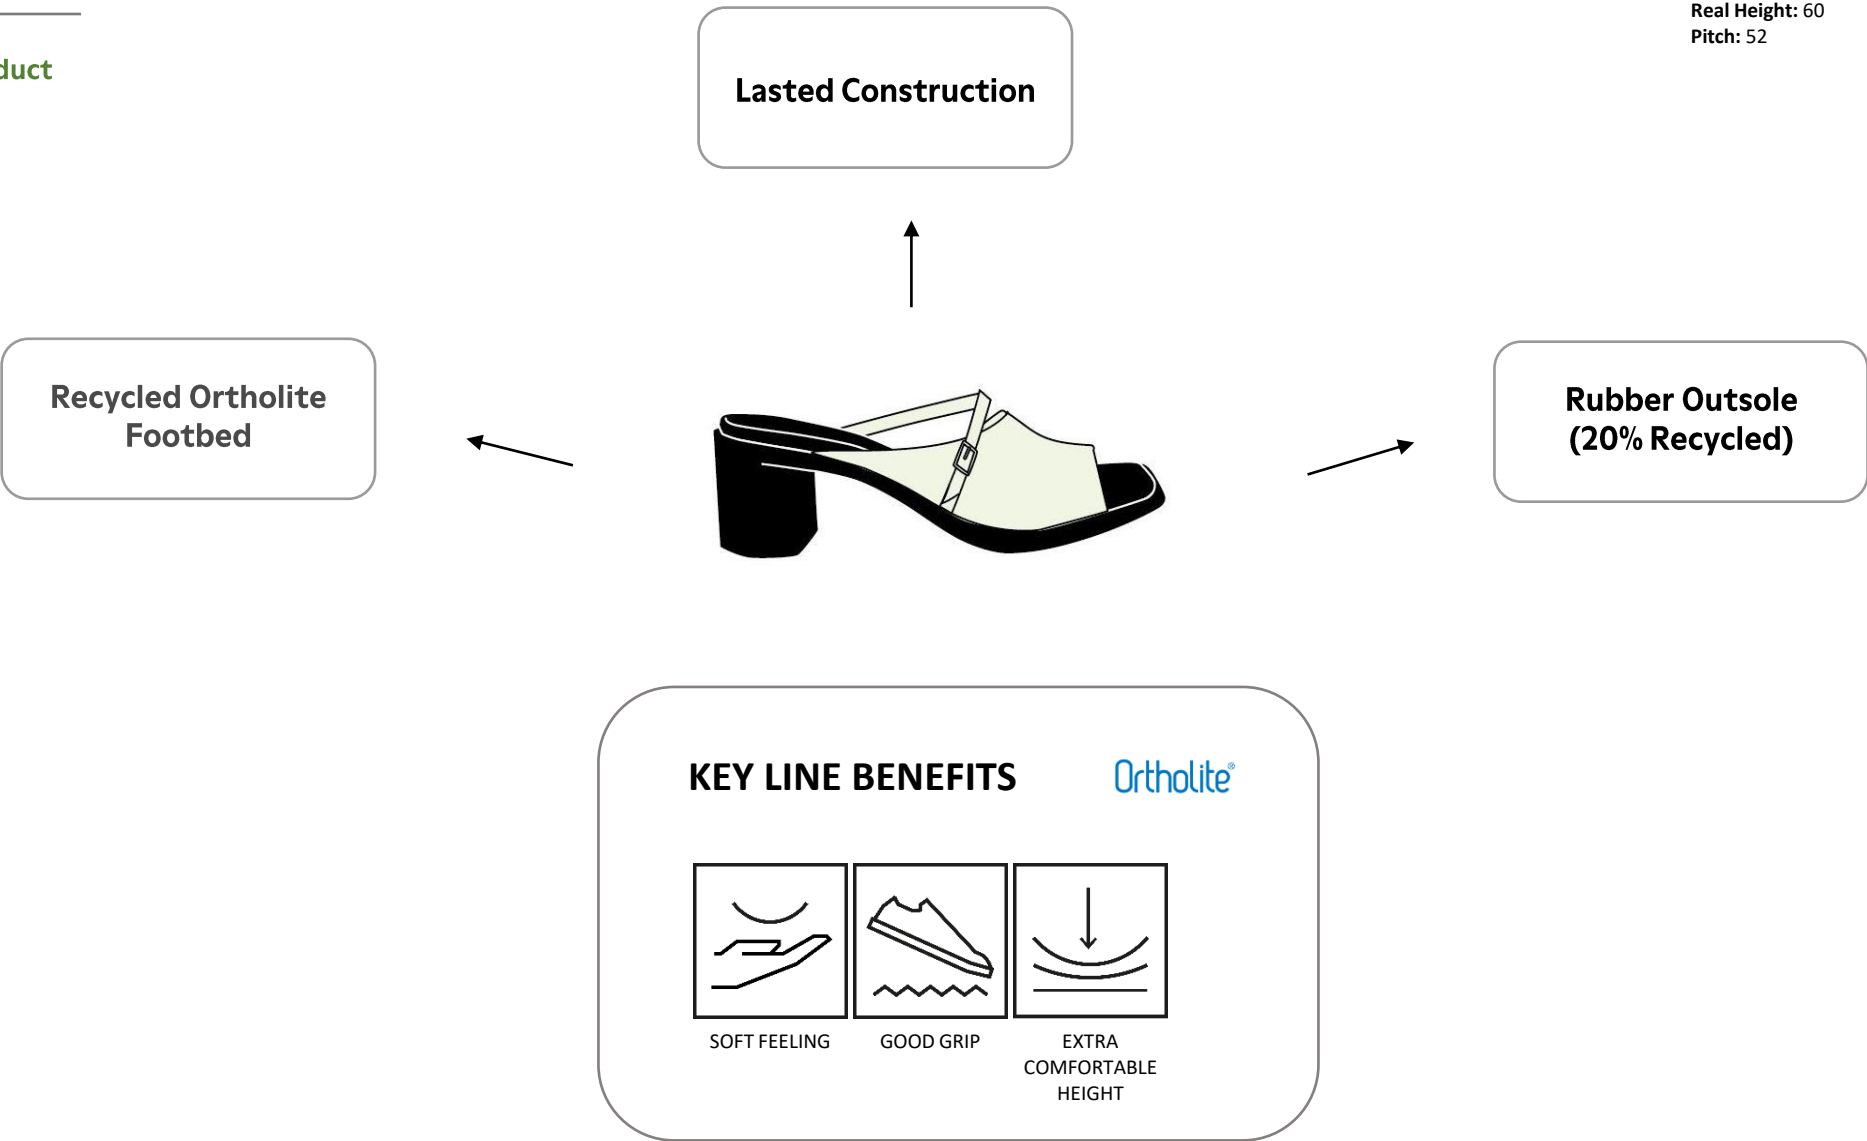 Real Height: 60
Pitch: 52
duct
Lasted Construction
Recycled Ortholite
Footbed
Rubber Outsole
(20% Recycled)
KEY LINE BENEFITS
Ortholite®
SOFT FEELING
GOOD GRIP
EXTRA
COMFORTABLE
HEIGHT